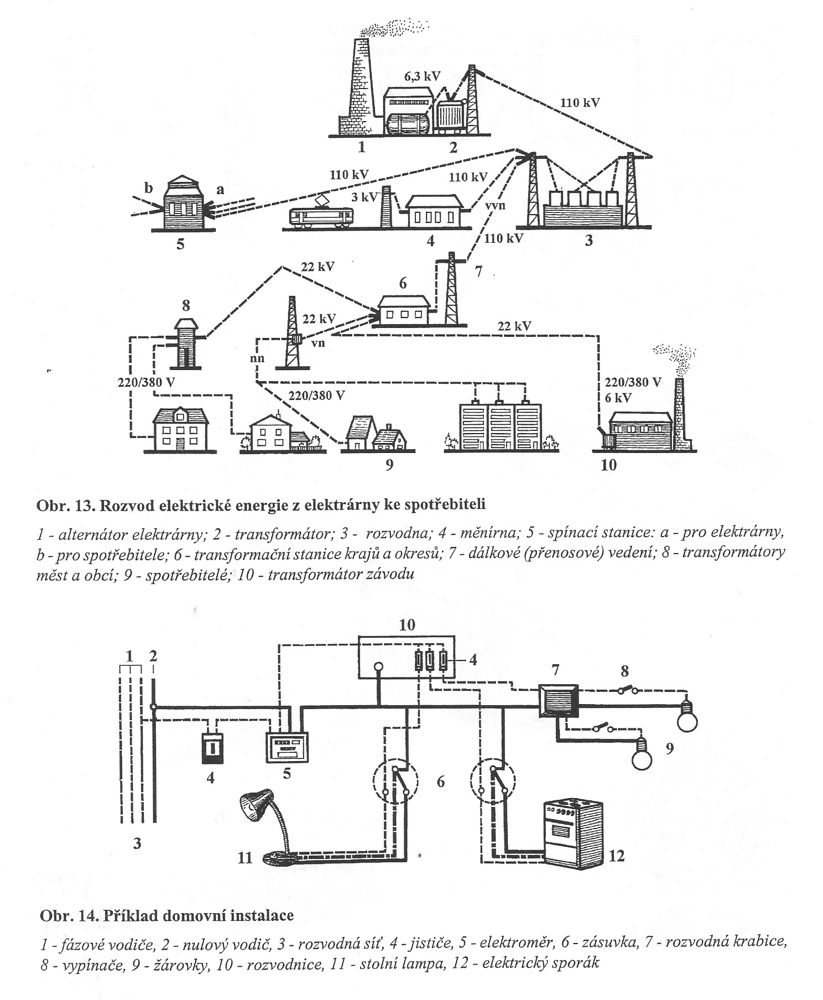 6,3 kV
110 kV
1
2
110 kV
110 kV
b
a
3 kV
vvn
5
4
110 kV
3
22 kV
7
6
8
22 kV
22 kV
vn
nn
220/380 V
220/380 V
220/380 V
6 kV
9
10
Obr. 13. Rozvod elektrické energie z elektrárny ke spotřebiteli
1 - alternátor elektrárny; 2 - transformátor; 3 - rozvodna; 4 - měnírna; 5 - spínací stanice: a - pro elektrárny,
b - pro spotřebitele; 6 - transformační stanice krajů a okresů; 7 - dálkové (přenosové) vedení; 8 - transformátory
měst a obcí; 9 - spotřebitelé; 10 - transformátor závodu
10
1
2
4
7
8
4
5
6
9
3
11
12
Obr. 14. Příklad domovní instalace
1 - fázové vodiče, 2 - nulový vodič, 3 - rozvodná síť, 4 - jističe, 5 - elektroměr, 6 - zásuvka, 7 - rozvodná krabice,
8 - vypínače, 9 - žárovky, 10 - rozvodnice, 11 - stolní lampa, 12 - elektrický sporák